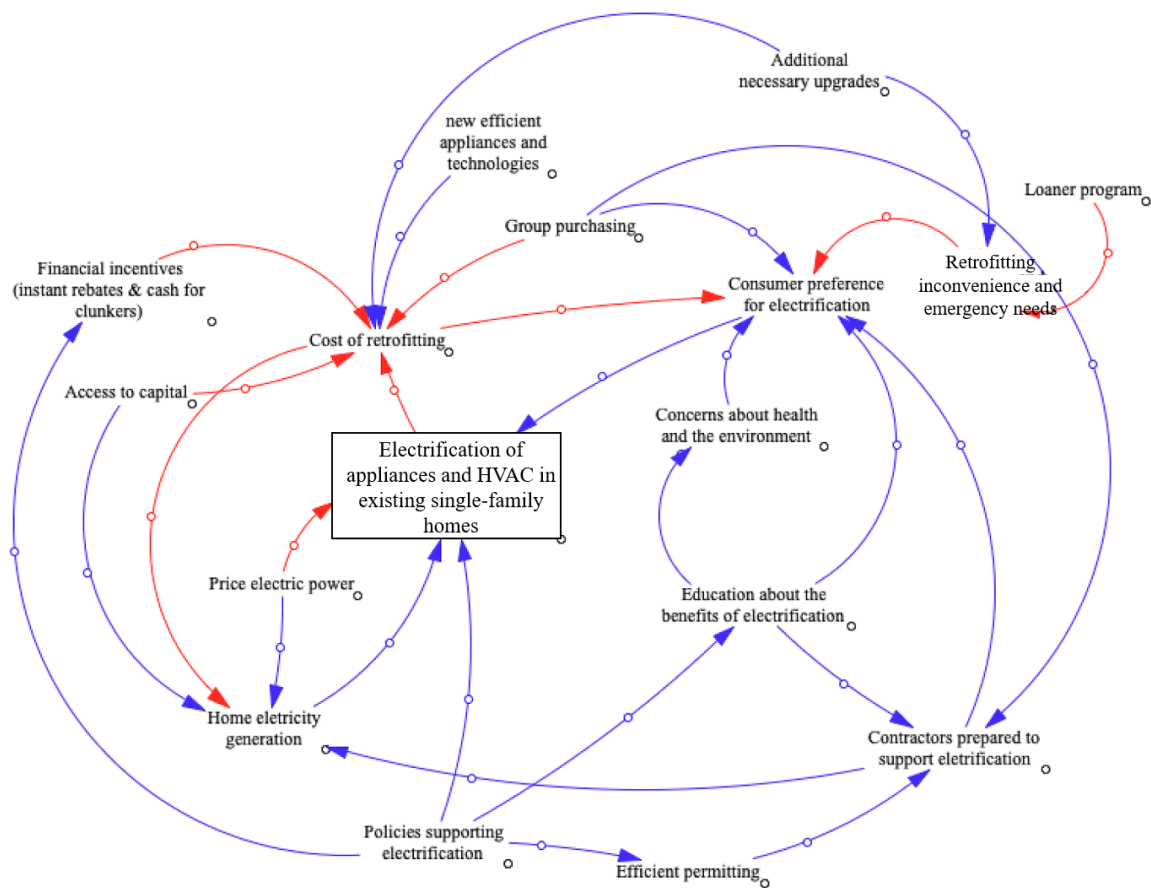 Additional
necessary upgrades
new efficient
appliances and
technologies
Loaner program
Group purchasing
Financial incentives
(instant rebates & cash for
clunkers)
Retrofitting
inconvenience and
emergency needs
Consumer preference
for electrification
Cost of retrofitting
Access to capital
Concerns about health
and the environment
Electrification of
appliances and HVAC in
existing single-family
homes
Price electric power
Education about the
benefits of electrification
Home eletricity
generation
Contractors prepared to
support eletrification
Policies supporting
electrification
Efficient permitting